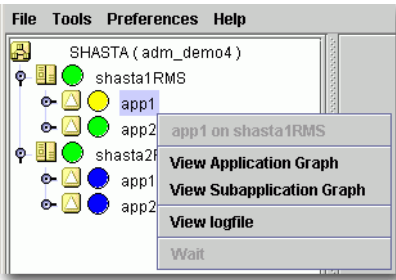 File Tools Preferences Help
SHASTA ( adm_demo4 )
shasta1RMS
app1
app2
app1 on shasta1RMS
View Application Graph
View Subapplication Graph
View logfile
Wait
shasta2
app1
app2